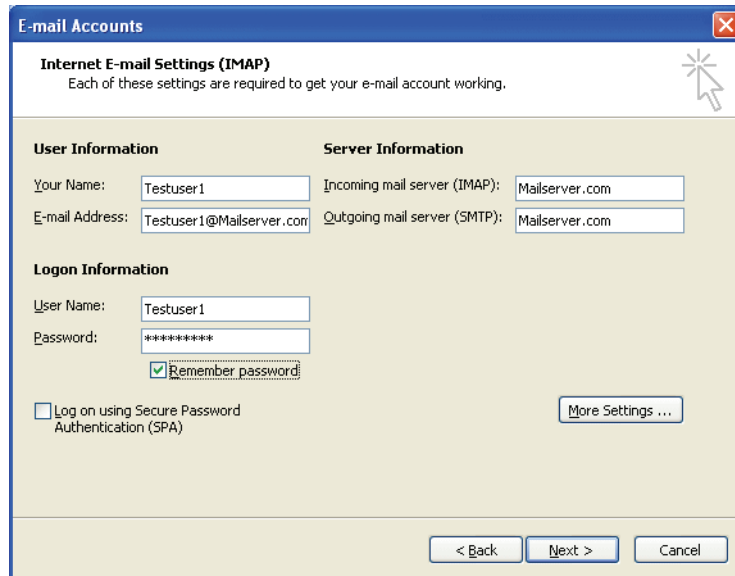 E-mail Accounts
Internet E-mail Settings (IMAP)
Each of these settings are required to get your e-mail account working.
User Information
Server Information
Your Name: Testuser1
Incoming mail server (IMAP): Mailserver.com
E-mail Address: Testuser1@Mailserver.com
Outgoing mail server (SMTP): Mailserver.com
Logon Information
User Name: Testuser1
Password: *********
Remember password
Log on using Secure Password
Authentication (SPA)
More Settings ...
< Back
Next >
Cancel